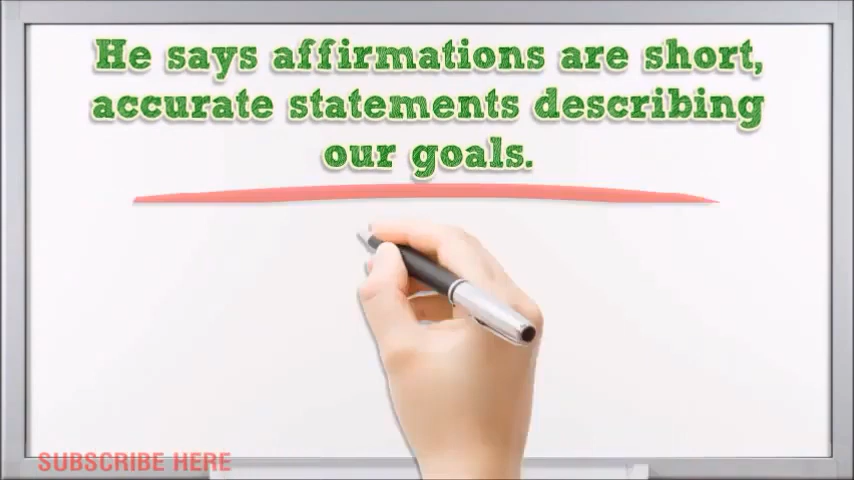 He says affirmations are short,
accurate statements describing
our goals.
SUBSCRIBE HERE